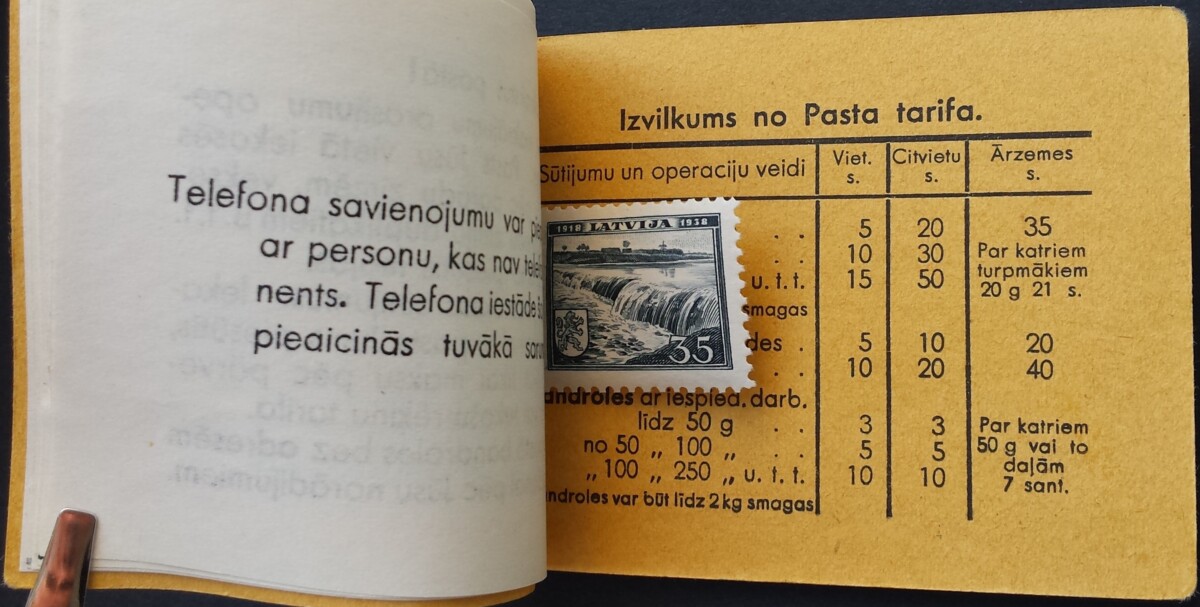 Telefona savienojumu var
ar personu, kas nav
nents. Telefona iestāde
pieaicinās tuvākā
Izvilkums no Pasta tarifa.
Sūtijumu un operaciju veidi Viet. s. Citvietu s. Ārzemes s.
. . 5 20 35
. . 10 30 Par katriem
u. t. t. 15 50 turpmākiem
20 g 21 s.
smagas
des . 5 10 20
10 20 40
ar iespied. darb.
līdz 50 g . . 3 3 Par katriem
no 50 „ 100 „ . . 5 5 50 g vai to
„ 100 „ 250 „ u. t. t. 10 10 daļām
7 sant.
ndroles var būt līdz 2 kg smagas
1918 LATVIJA 1938
35